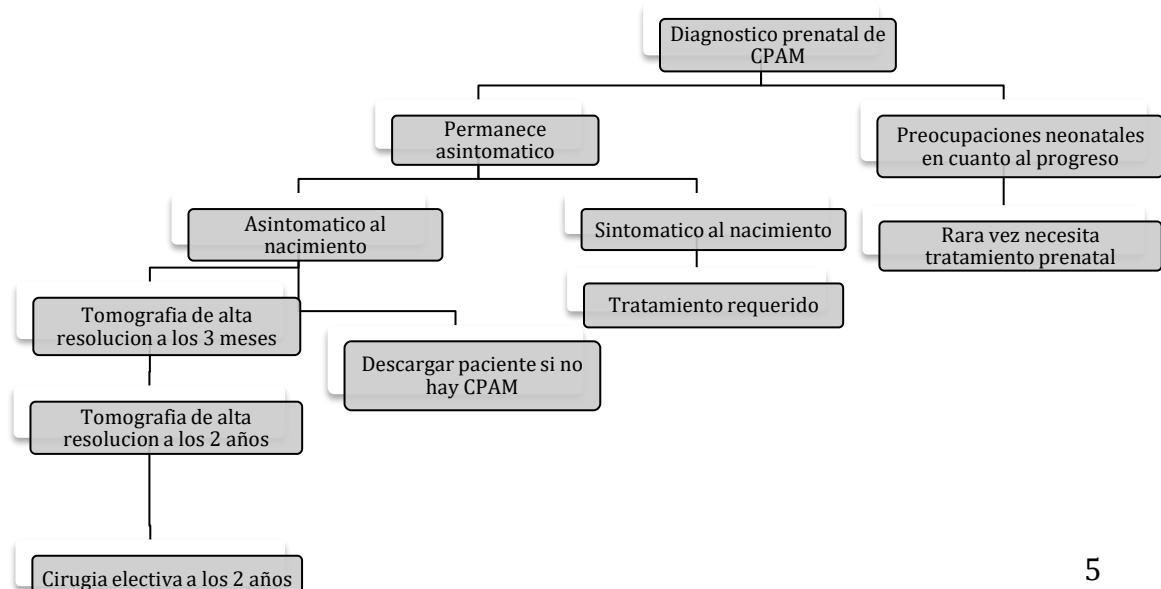 Diagnostico prenatal de
CPAM
Permanece
asintomatico
Preocupaciones neonatales
en cuanto al progreso
Asintomatico al
nacimiento
Sintomatico al nacimiento
Rara vez necesita
tratamiento prenatal
Tomografia de alta
resolucion a los 3 meses
Tratamiento requerido
Descargar paciente si no
hay CPAM
Tomografia de alta
resolucion a los 2 años
Cirugia electiva a los 2 años
5